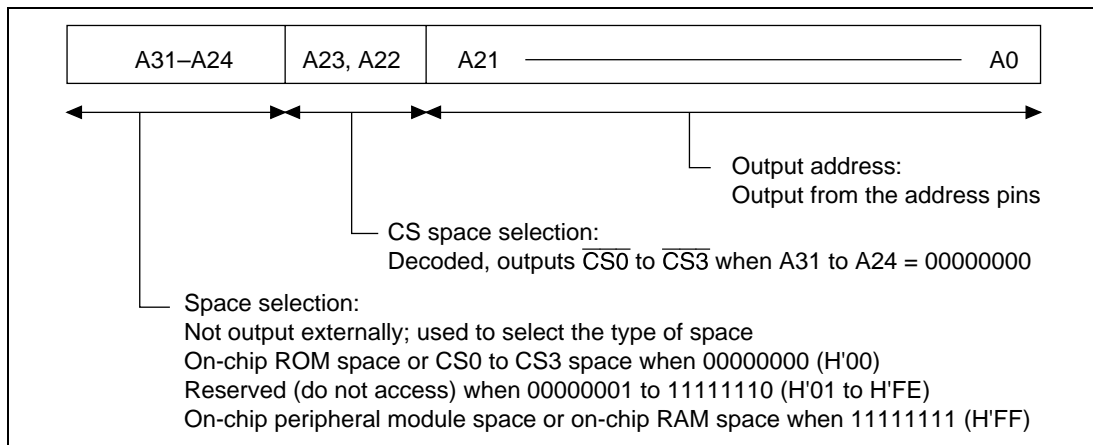 A31–A24 A23, A22 A21 A0
Output address:
Output from the address pins
CS space selection:
Decoded, outputs C̅S̅0̅ to C̅S̅3̅ when A31 to A24 = 00000000
Space selection:
Not output externally; used to select the type of space
On-chip ROM space or CS0 to CS3 space when 00000000 (H'00)
Reserved (do not access) when 00000001 to 11111110 (H'01 to H'FE)
On-chip peripheral module space or on-chip RAM space when 11111111 (H'FF)